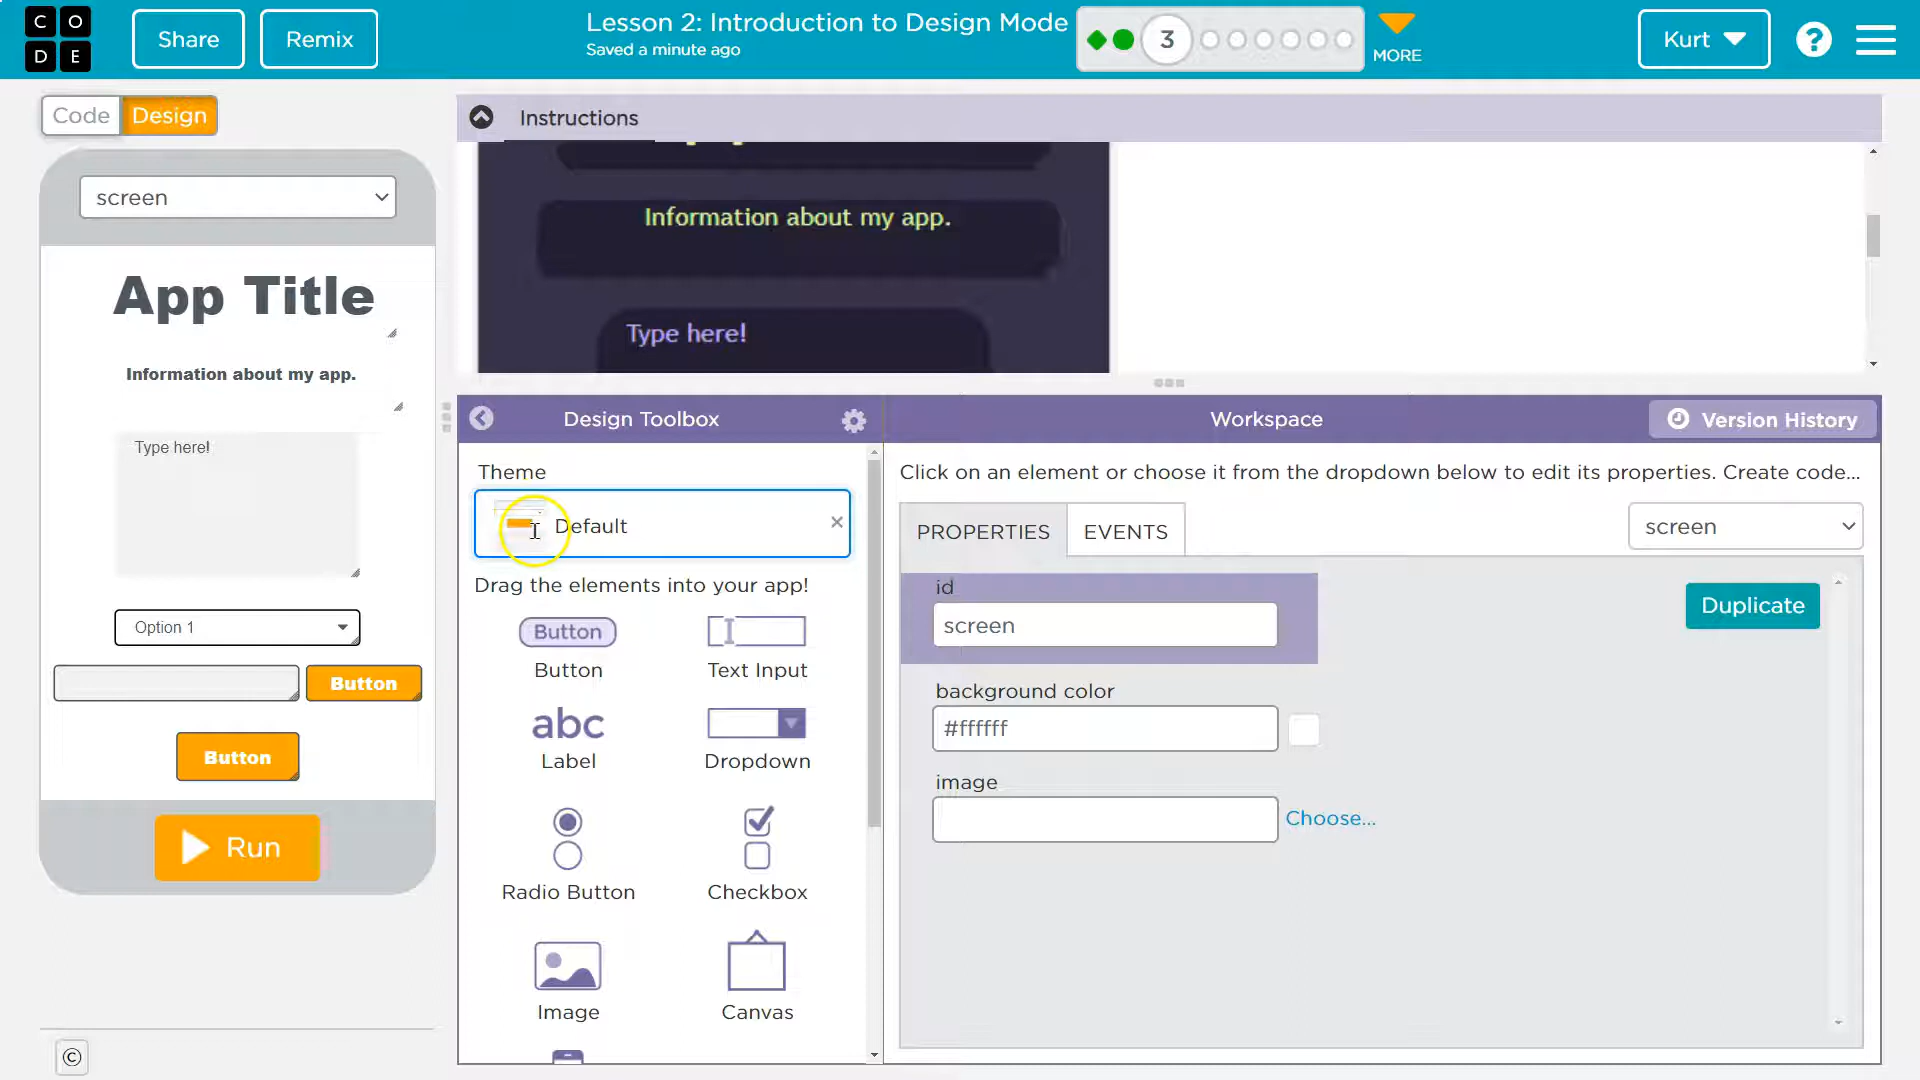 CO
DE
Share
Remix
Lesson 2: Introduction to Design Mode
Saved a minute ago
3
MORE
Kurt
?
Code
Design
screen
App Title
Information about my app.
Type here!
Option 1
Button
Button
Run
©
Instructions
Information about my app.
Type here!
Design Toolbox
Workspace
Version History
Theme
Default
×
Drag the elements into your app!
Button
Button
Text Input
abc
Label
Dropdown
Radio Button
Checkbox
Image
Canvas
Click on an element or choose it from the dropdown below to edit its properties. Create code...
PROPERTIES
EVENTS
screen
id
screen
Duplicate
background color
#ffffff
image
Choose...